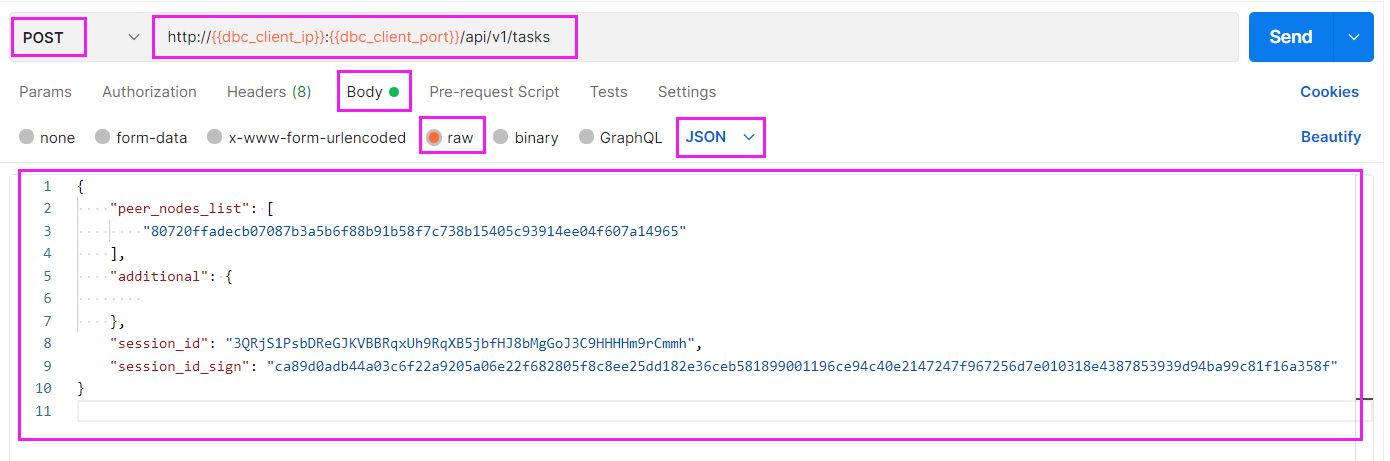 POST http://{{dbc_client_ip}}:{{dbc_client_port}}/api/v1/tasks Send
Params Authorization Headers (8) Body Pre-request Script Tests Settings Cookies
none form-data x-www-form-urlencoded raw binary GraphQL JSON Beautify
1 {
2 "peer_nodes_list": [
3 "80720ffadecb07087b3a5b6f88b91b58f7c738b15405c93914ee04f607a14965"
4 ],
5 "additional": {
6
7 },
8 "session_id": "3QRjS1PsbDReGJKVBBRqxUh9RqXB5jbfHJ8bMgGoJ3C9HHHHm9rCmmh",
9 "session_id_sign": "ca89d0adb44a03c6f22a9205a06e22f682805f8c8ee25dd182e36ceb581899001196ce94c40e2147247f967256d7e010318e4387853939d94ba99c81f16a358f"
10 }
11